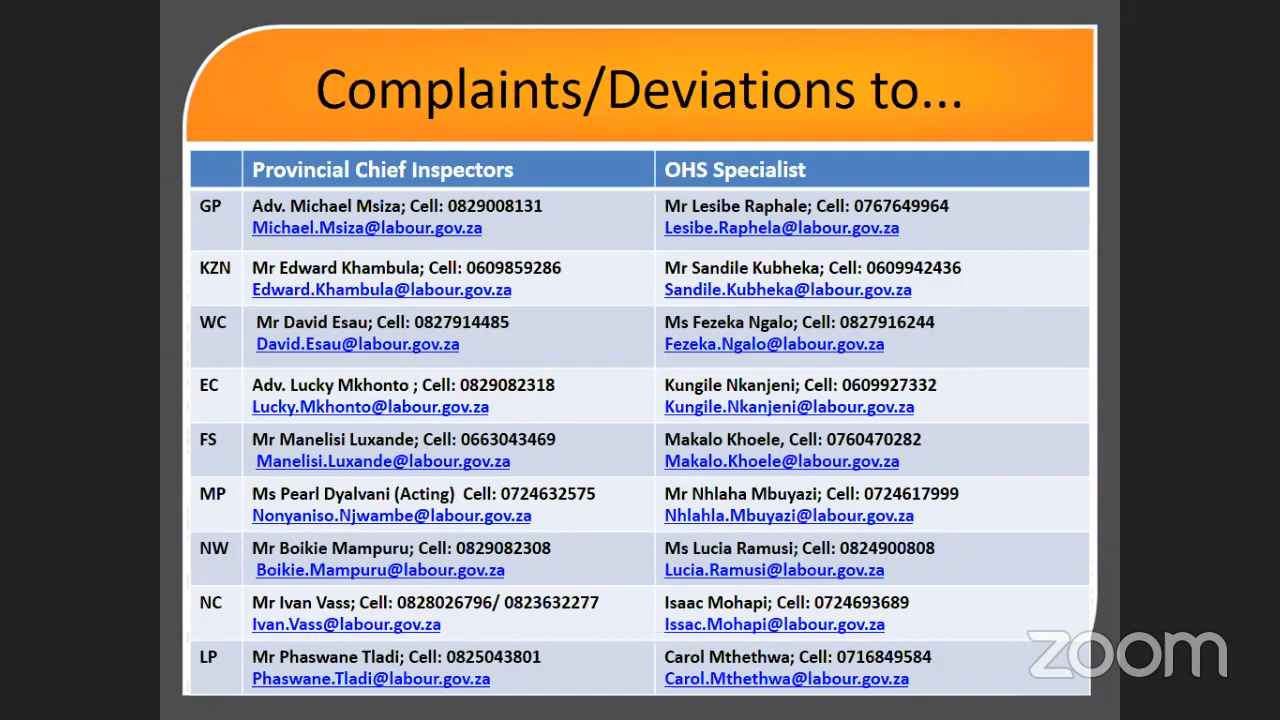 Complaints/Deviations to...
Provincial Chief Inspectors OHS Specialist
GP Adv. Michael Msiza; Cell: 0829008131 Mr Lesibe Raphale; Cell: 0767649964
Michael.Msiza@labour.gov.za Lesibe.Raphela@labour.gov.za
KZN Mr Edward Khambula; Cell: 0609859286 Mr Sandile Kubheka; Cell: 0609942436
Edward.Khambula@labour.gov.za Sandile.Kubheka@labour.gov.za
WC Mr David Esau; Cell: 0827914485 Ms Fezeka Ngalo; Cell: 0827916244
David.Esau@labour.gov.za Fezeka.Ngalo@labour.gov.za
EC Adv. Lucky Mkhonto ; Cell: 0829082318 Kungile Nkanjeni; Cell: 0609927332
Lucky.Mkhonto@labour.gov.za Kungile.Nkanjeni@labour.gov.za
FS Mr Manelisi Luxande; Cell: 0663043469 Makalo Khoele, Cell: 0760470282
Manelisi.Luxande@labour.gov.za Makalo.Khoele@labour.gov.za
MP Ms Pearl Dyalvani (Acting) Cell: 0724632575 Mr Nhlaha Mbuyazi; Cell: 0724617999
Nonyaniso.Njwambe@labour.gov.za Nhlahla.Mbuyazi@labour.gov.za
NW Mr Boikie Mampuru; Cell: 0829082308 Ms Lucia Ramusi; Cell: 0824900808
Boikie.Mampuru@labour.gov.za Lucia.Ramusi@labour.gov.za
NC Mr Ivan Vass; Cell: 0828026796/ 0823632277 Isaac Mohapi; Cell: 0724693689
Ivan.Vass@labour.gov.za Issac.Mohapi@labour.gov.za
LP Mr Phaswane Tladi; Cell: 0825043801 Carol Mthethwa; Cell: 0716849584
Phaswane.Tladi@labour.gov.za Carol.Mthethwa@labour.gov.za
zoom